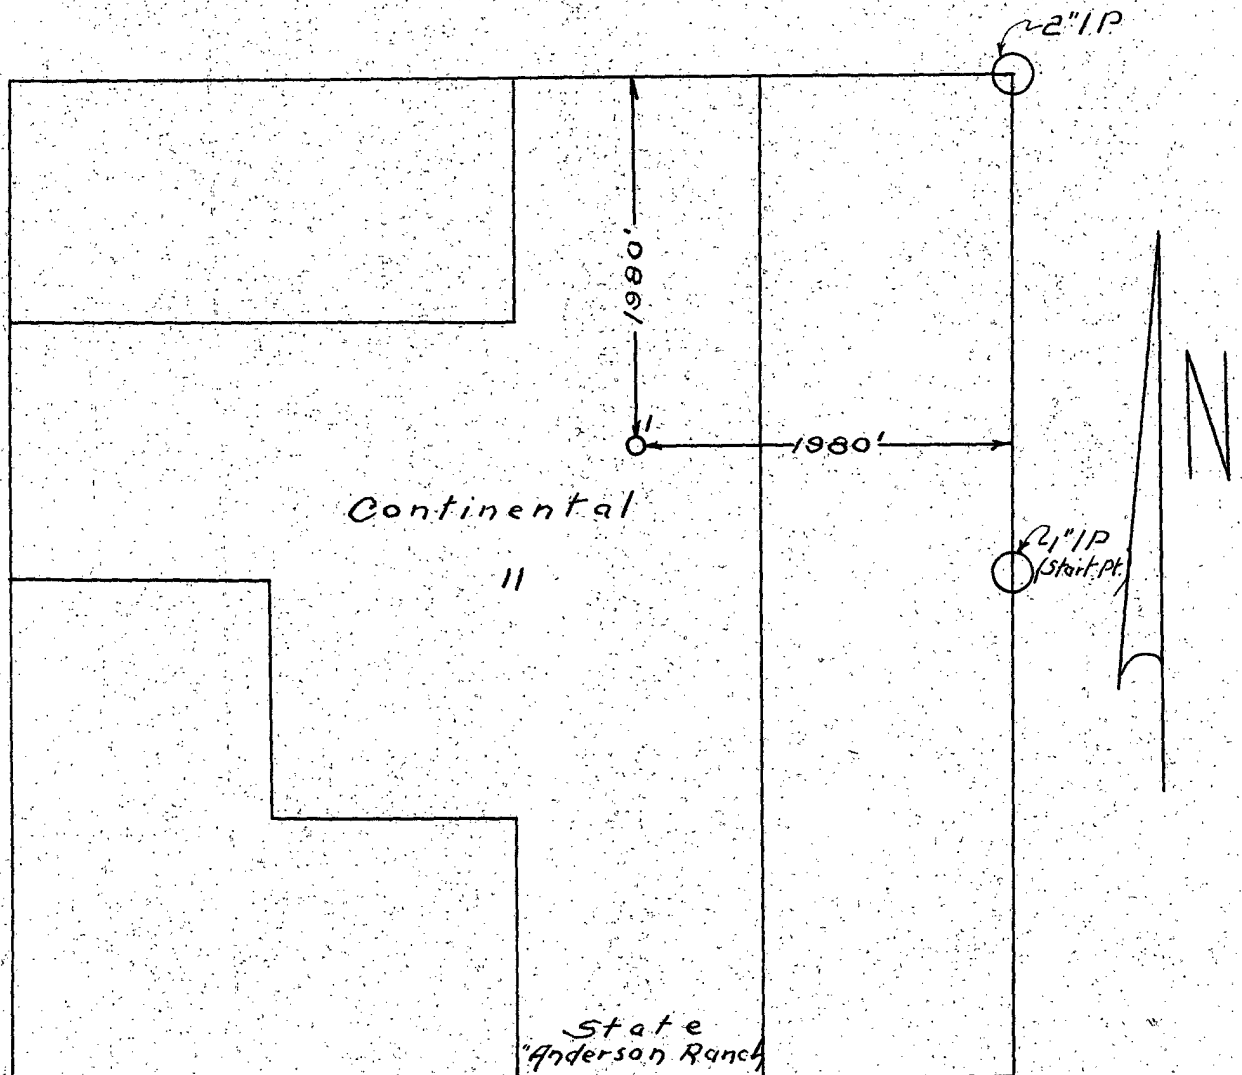 2" I.P.
1980'
1
1980'
Continental
1" I.P.
(Start. Pt.)
11
N
State
"Anderson Ranch"